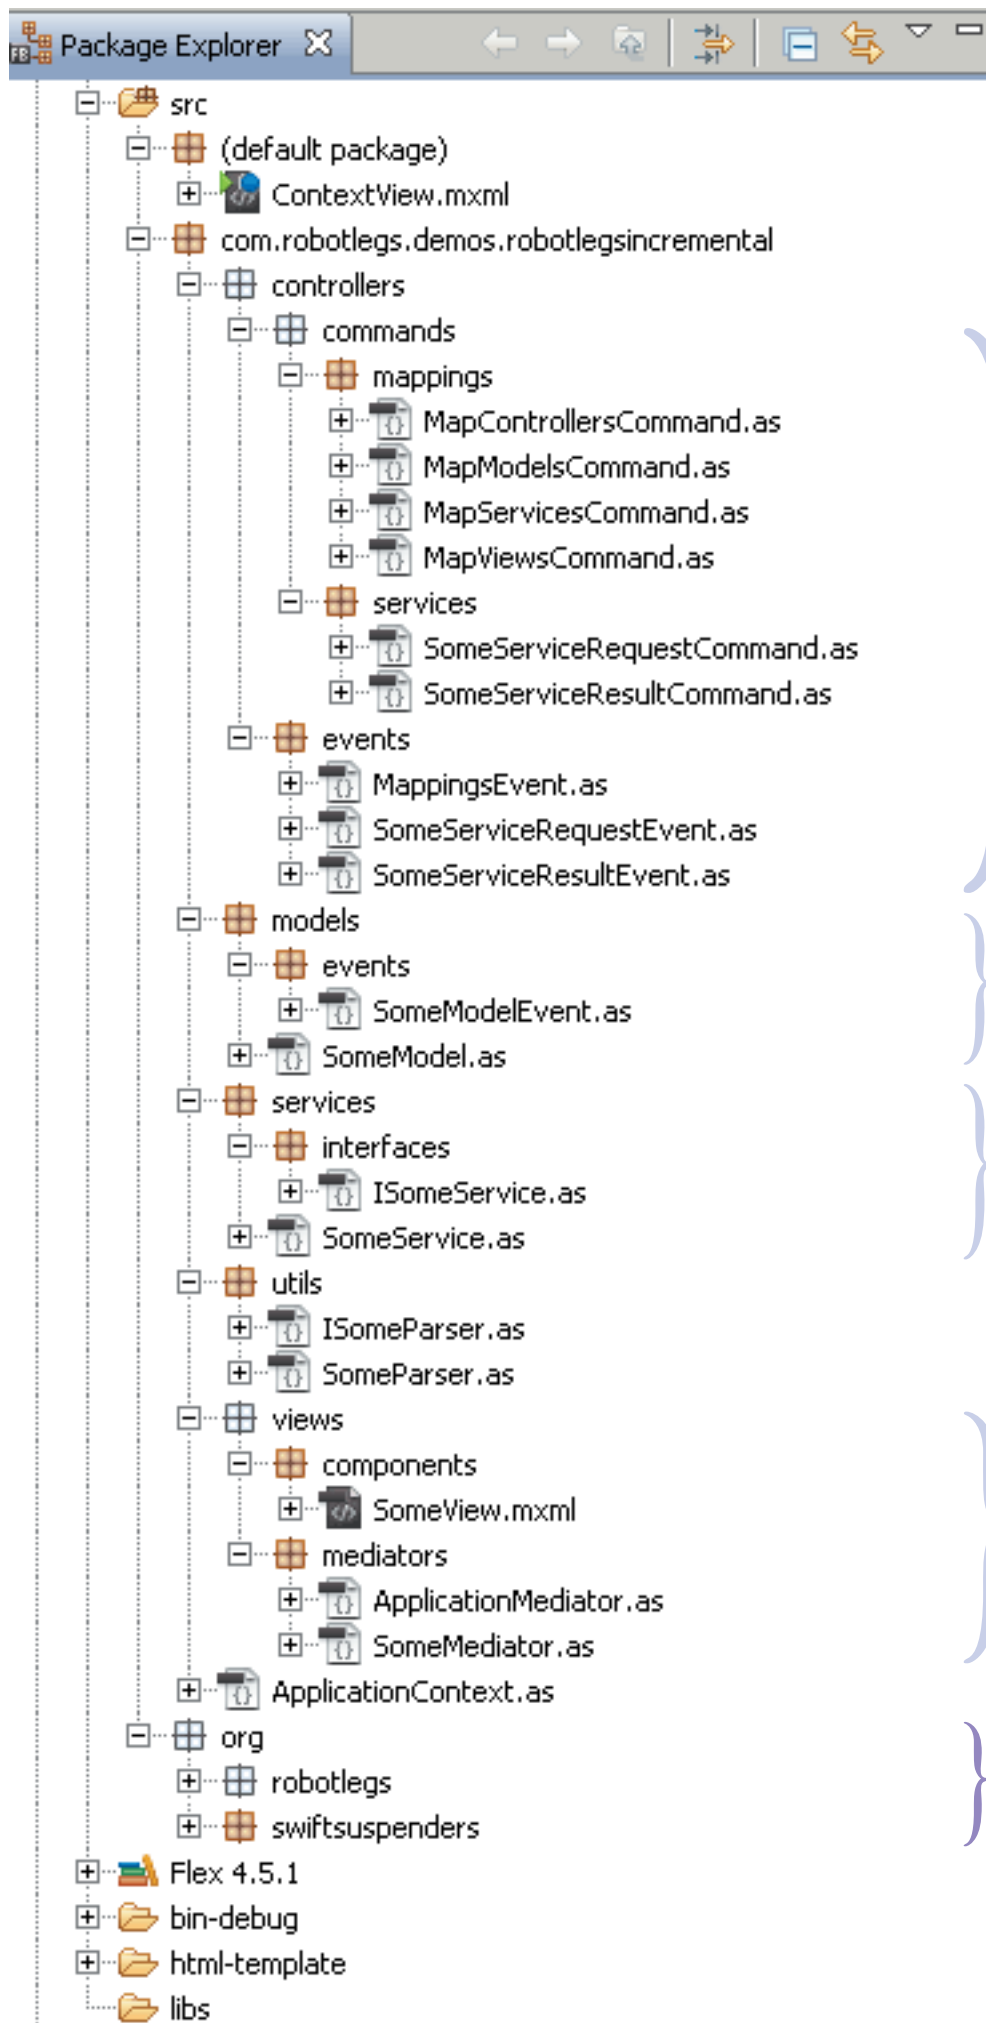 Package Explorer
src
(default package)
ContextView.mxml
com.robotlegs.demos.robotlegsincremental
controllers
commands
mappings
MapControllersCommand.as
MapModelsCommand.as
MapServicesCommand.as
MapViewsCommand.as
services
SomeServiceRequestCommand.as
SomeServiceResultCommand.as
events
MappingsEvent.as
SomeServiceRequestEvent.as
SomeServiceResultEvent.as
models
events
SomeModelEvent.as
SomeModel.as
services
interfaces
ISomeService.as
SomeService.as
utils
ISomeParser.as
SomeParser.as
views
components
SomeView.mxml
mediators
ApplicationMediator.as
SomeMediator.as
ApplicationContext.as
org
robotlegs
swiftsuspenders
Flex 4.5.1
bin-debug
html-template
libs